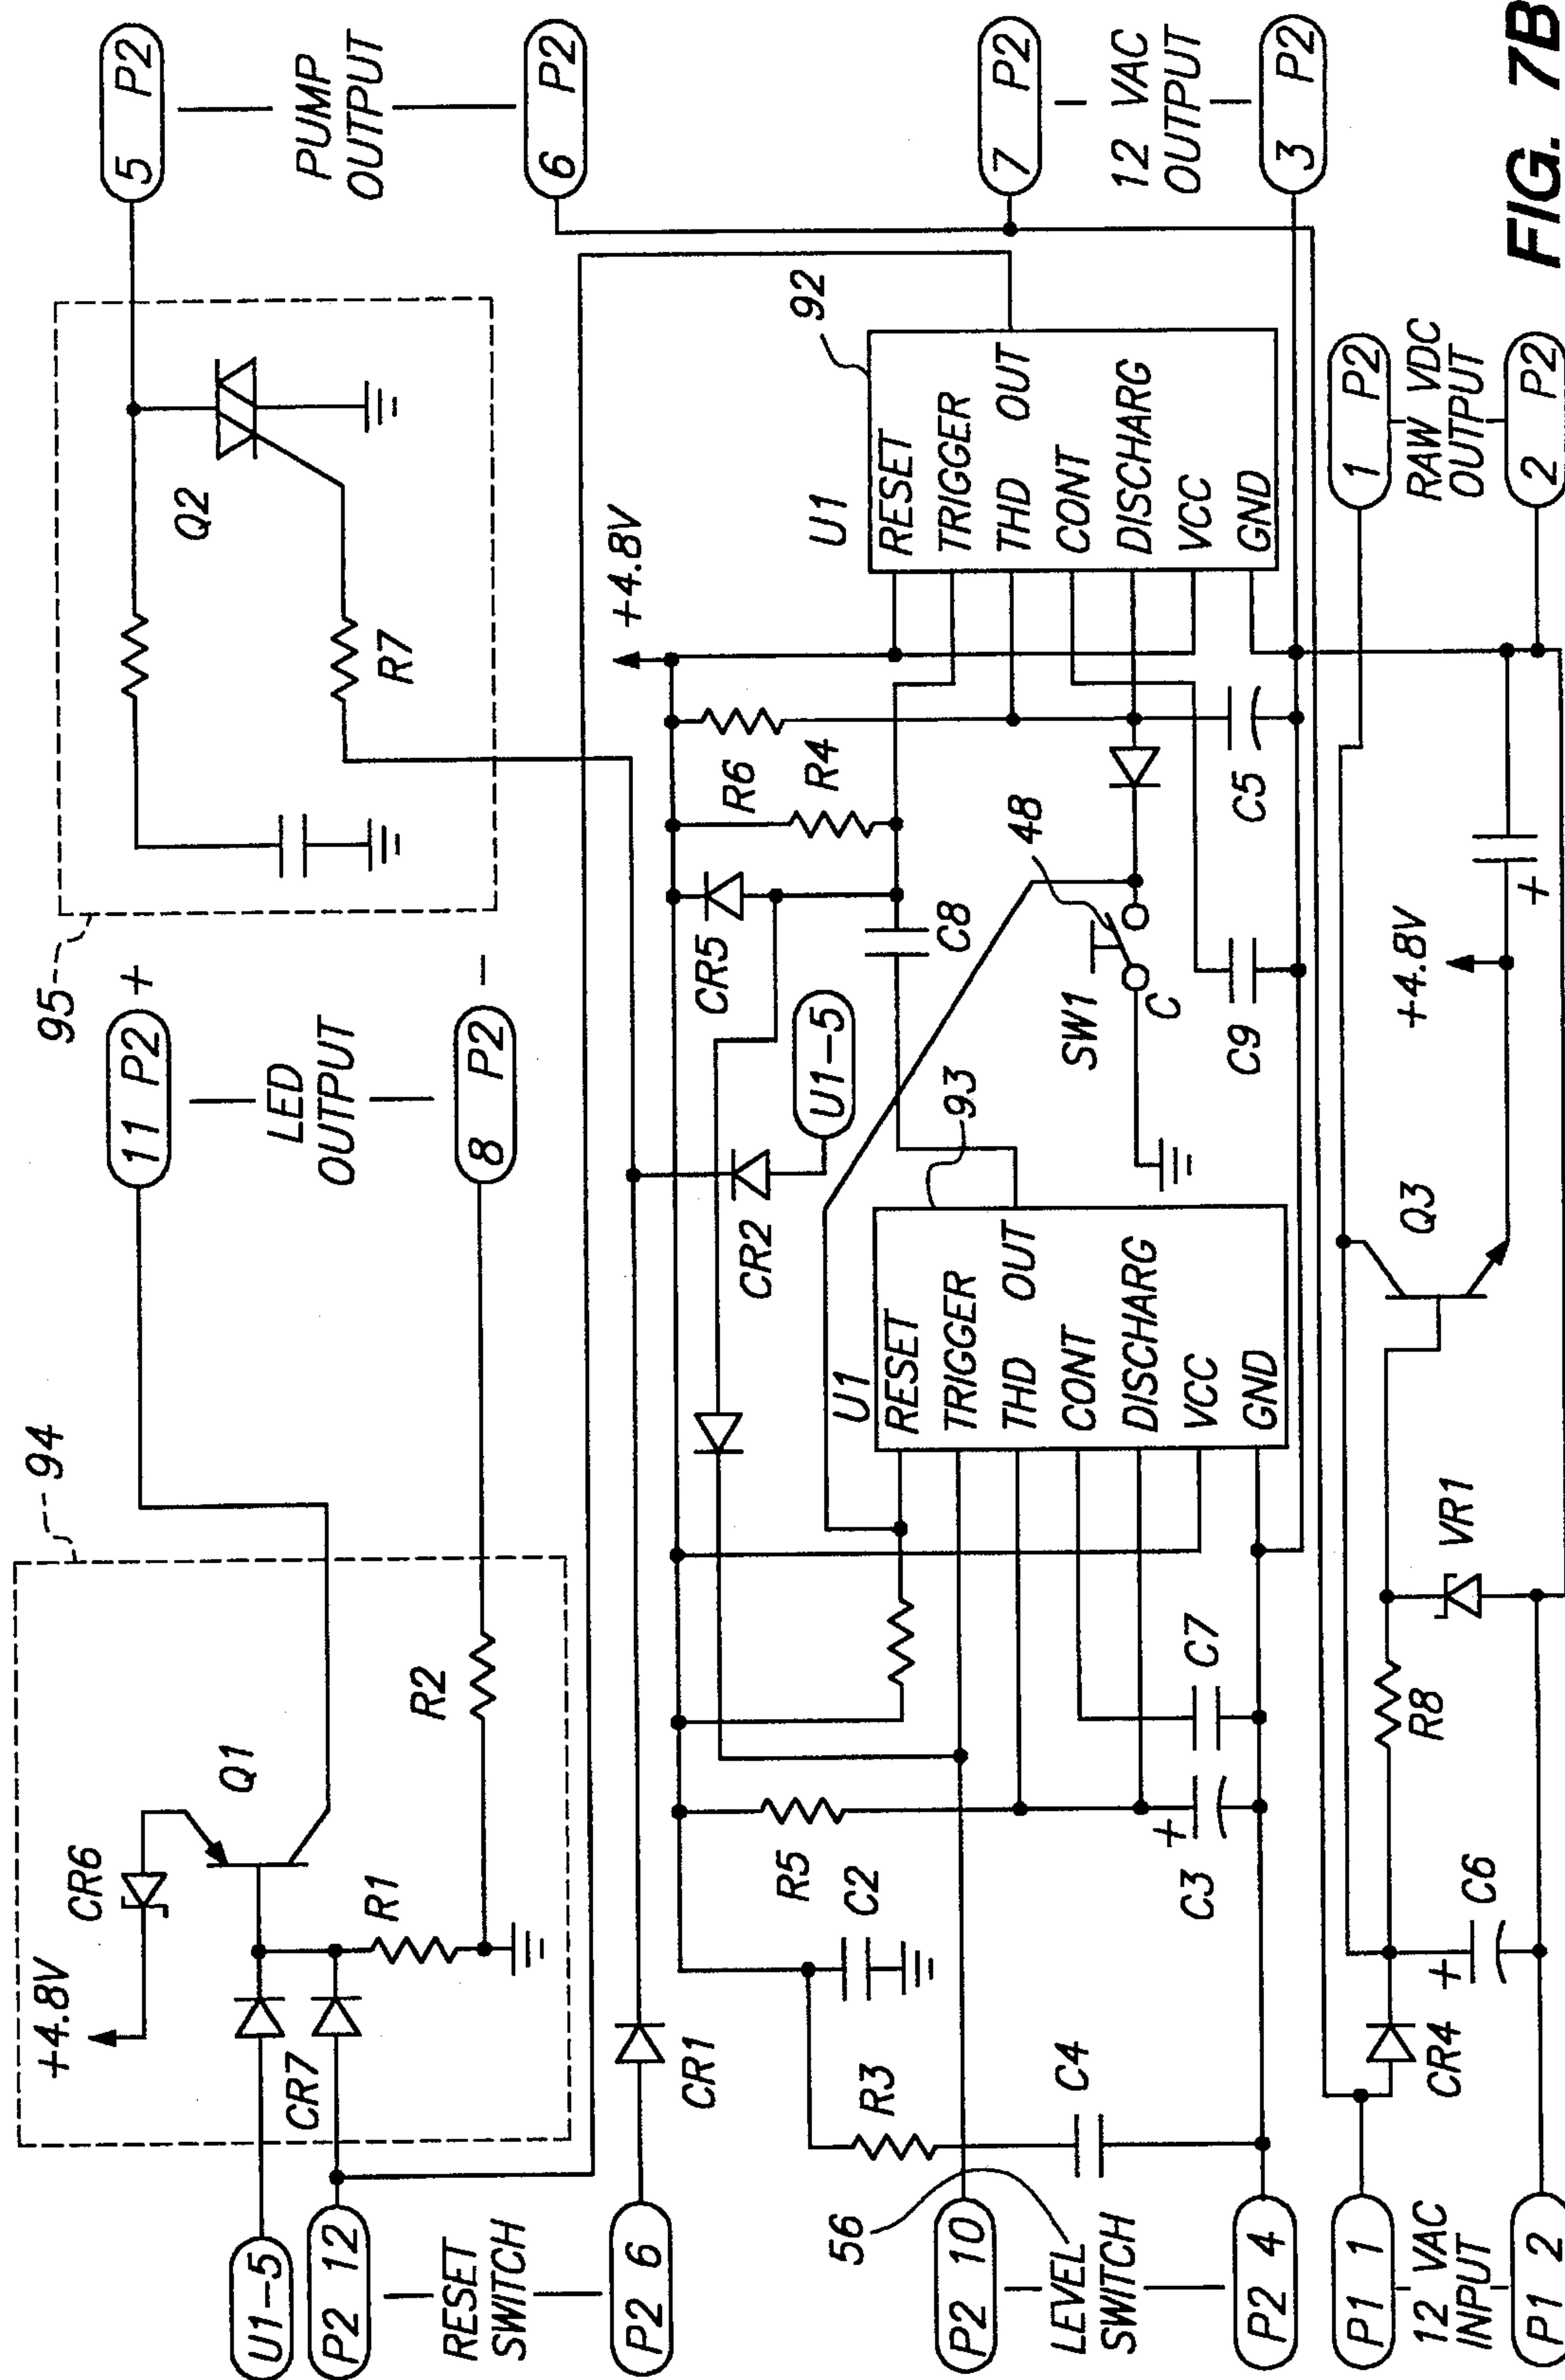 5 P2
PUMP
OUTPUT
6 P2
7 P2
12 VAC
OUTPUT
3 P2
FIG. 7B
95
Q2
R7
92
U1
RESET
TRIGGER
THD OUT
CONT
DISCHARG
VCC
GND
+4.8V
1 P2
RAW VDC
OUTPUT
2 P2
11 P2 +
LED
OUTPUT
8 P2 -
R6
R4
CR5
C8
48
SW1
C
C5
C9
U1-5
CR2
93
U1
RESET
TRIGGER
THD OUT
CONT
DISCHARG
VCC
GND
+4.8V
+
Q3
94
Q1
CR6
+4.8V
R1
R2
CR7
U1-5
P2 12
RESET
SWITCH
P2 6
CR1
R5
C2
C3
+
C7
R3
C4
56
P2 10
LEVEL
SWITCH
P2 4
VR1
R8
C6
+
CR4
P1 1
12 VAC
INPUT
P1 2